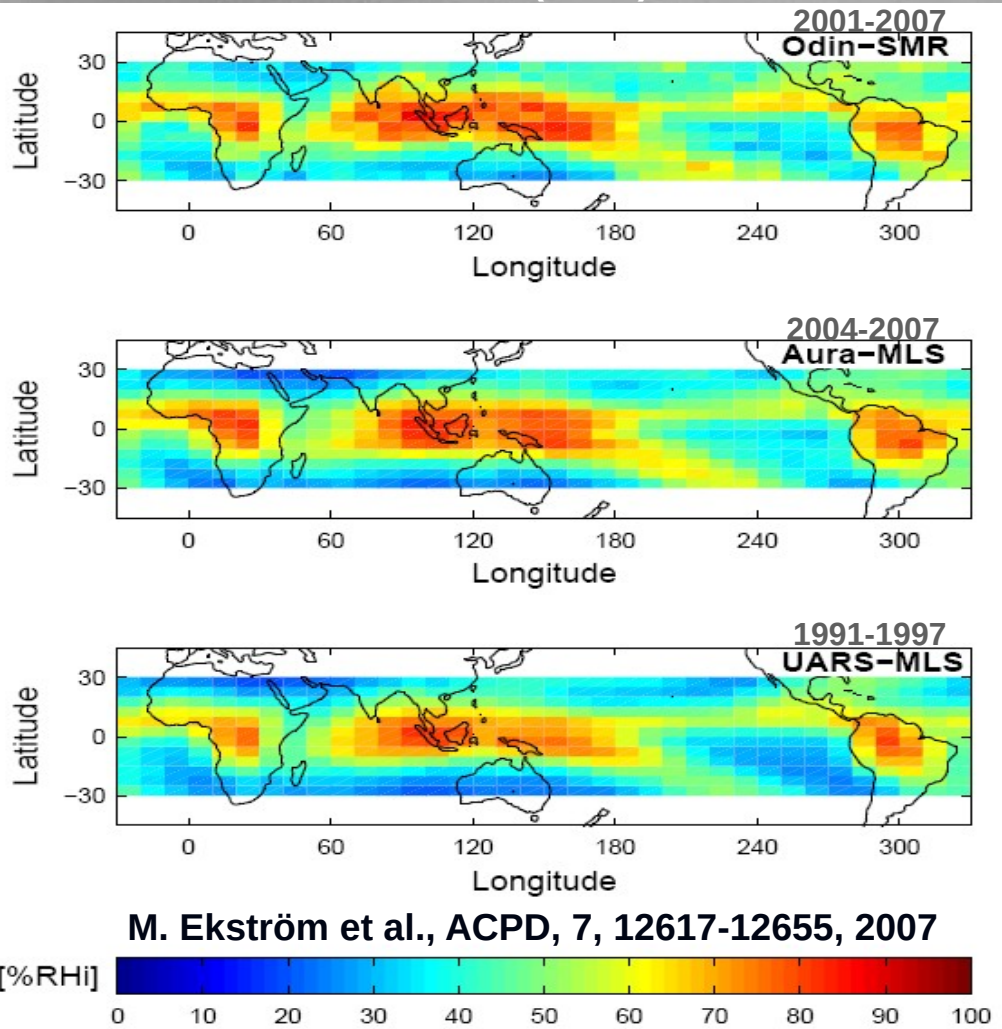 2001-2007
Odin-SMR
30
0
−30
Latitude
0 60 120 180 240 300
Longitude
2004-2007
Aura-MLS
30
0
−30
Latitude
0 60 120 180 240 300
Longitude
1991-1997
UARS-MLS
30
0
−30
Latitude
0 60 120 180 240 300
Longitude
M. Ekström et al., ACPD, 7, 12617-12655, 2007
[%RHi]
0 10 20 30 40 50 60 70 80 90 100